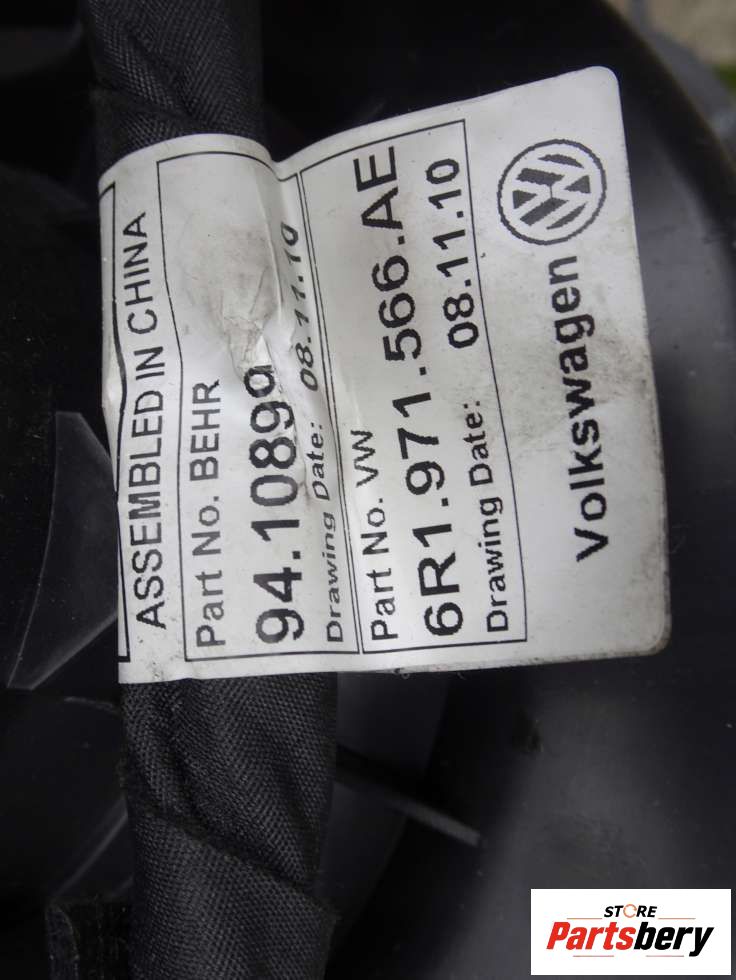 ASSEMBLED IN CHINA
Part No. BEHR
94.10899
Drawing Date: 08.11.10
Part No. VW
6R1.971.566.AE
Drawing Date: 08.11.10
Volkswagen
STORE
Partsbery